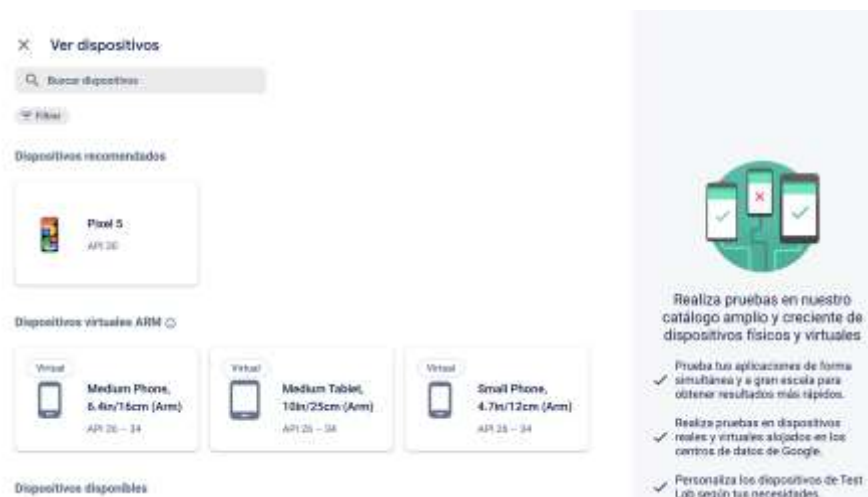 Ver dispositivos
Buscar dispositivos
Filtrar
Dispositivos recomendados
Pixel 5
API 30
Dispositivos virtuales ARM
Virtual
Medium Phone,
6.4in/16cm (Arm)
API 26 – 34
Virtual
Medium Tablet,
10in/25cm (Arm)
API 26 – 34
Virtual
Small Phone,
4.7in/12cm (Arm)
API 26 – 34
Dispositivos disponibles
Realiza pruebas en nuestro
catálogo amplio y creciente de
dispositivos físicos y virtuales
Prueba tus aplicaciones de forma
simultánea y a gran escala para
obtener resultados más rápidos.
Realiza pruebas en dispositivos
reales y virtuales alojados en los
centros de datos de Google.
Personaliza los dispositivos de Test
Lab según tus necesidades